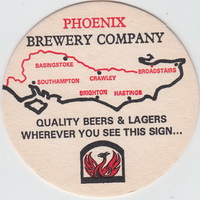 PHOENIX
BREWERY COMPANY
BASINGSTOKE
BROADSTAIRS
CRAWLEY
SOUTHAMPTON
BRIGHTON
HASTINGS
QUALITY BEERS & LAGERS
WHEREVER YOU SEE THIS SIGN...